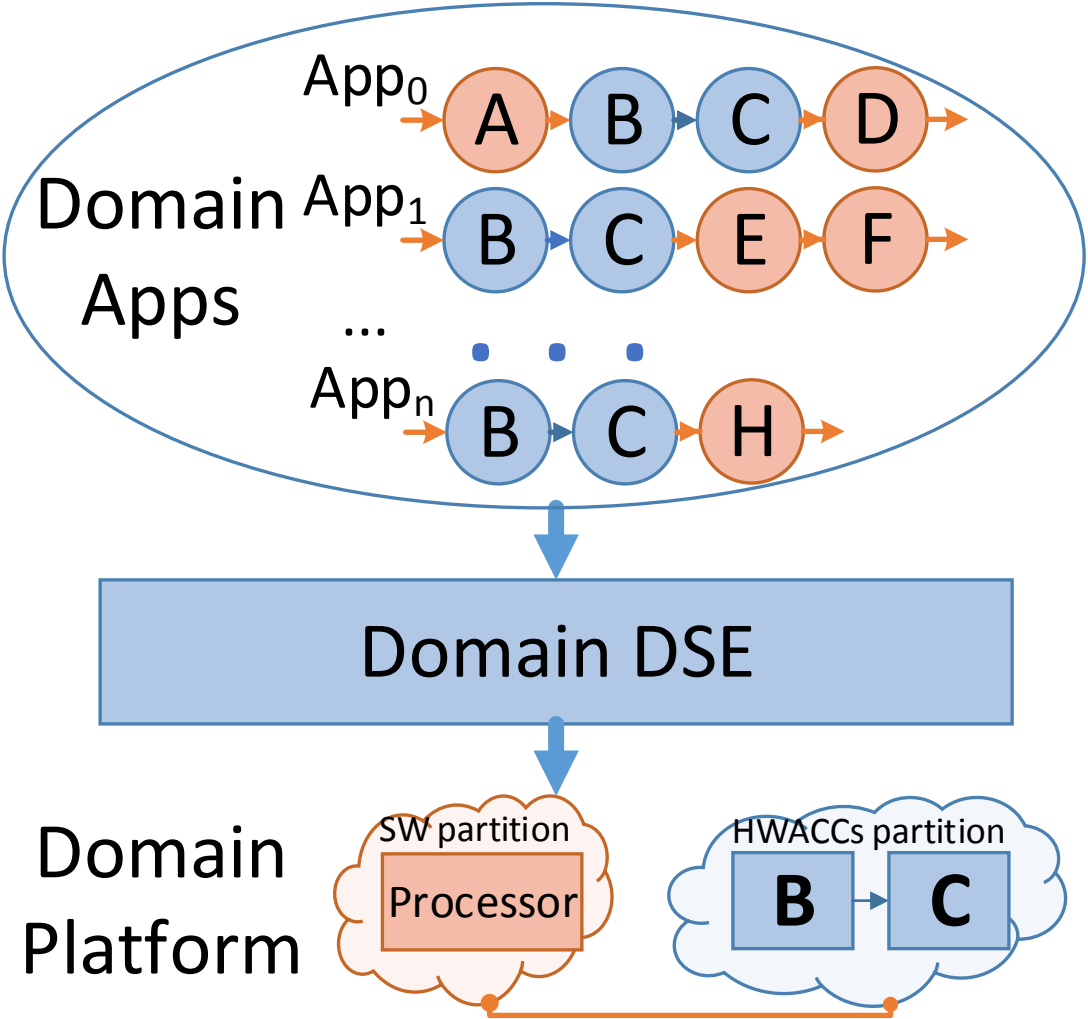 App0
A B C D
Domain
Apps
App1
B C E F
...
Appn
B C H
Domain DSE
Domain
Platform
SW partition
Processor
HWACCs partition
B C